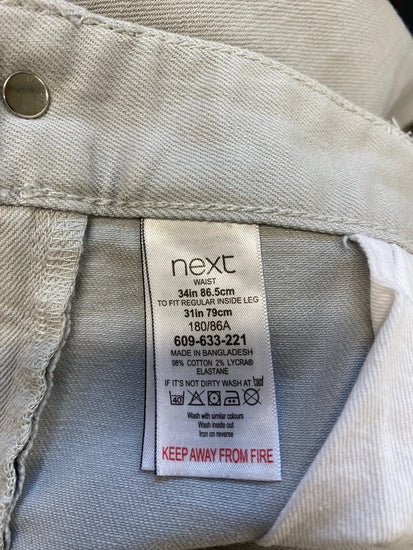 next
WAIST
34in 86.5cm
TO FIT REGULAR INSIDE LEG
31in 79cm
180/86A
609-633-221
MADE IN BANGLADESH
98% COTTON 2% LYCRA®
ELASTANE
IF IT'S NOT DIRTY WASH AT 30
40
Wash with similar colours
Wash inside out
Iron on reverse
KEEP AWAY FROM FIRE